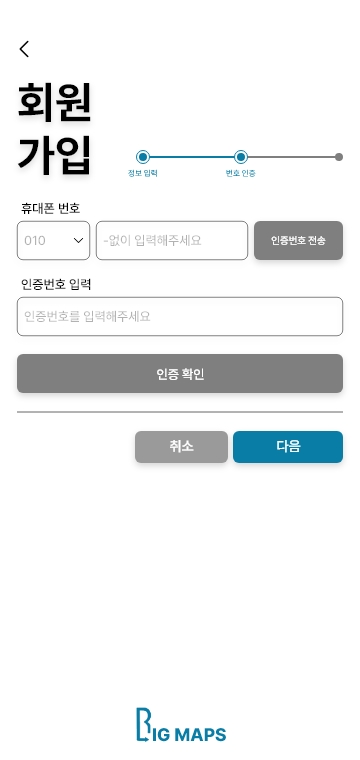 회원
가입
정보 입력
번호 인증
휴대폰 번호
010
-없이 입력해주세요
인증번호 전송
인증번호 입력
인증번호를 입력해주세요
인증 확인
취소
다음
BIG MAPS